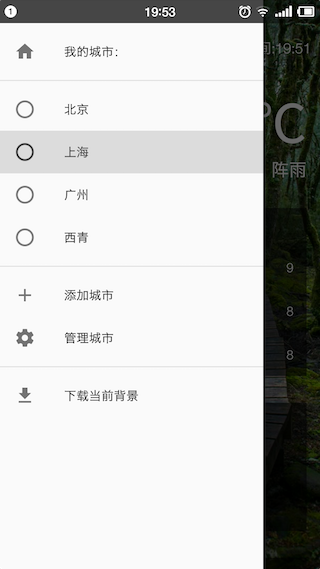 1
19:53
我的城市:
间:19:51
北京
°C
上海
阵雨
广州
西青
9
添加城市
8
管理城市
8
下载当前背景